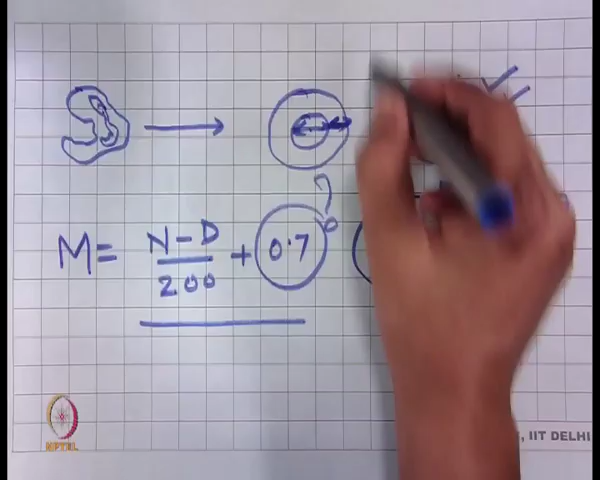 M = N - D / 200 + 0.7
NPTEL
, IIT DELHI